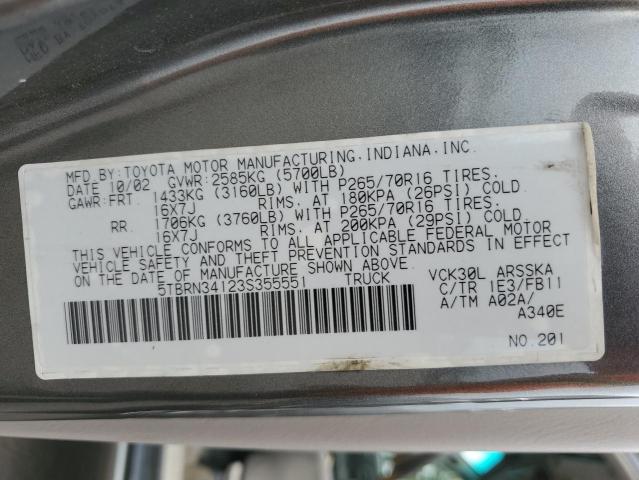 MFD.BY:TOYOTA MOTOR MANUFACTURING,INDIANA,INC.
DATE 10/02 GVWR:2585KG (5700LB)
GAWR:FRT. 1433KG (3160LB) WITH P265/70R16 TIRES.
16X7J RIMS. AT 180KPA (26PSI) COLD
RR. 1706KG (3760LB) WITH P265/70R16 TIRES.
16X7J RIMS. AT 200KPA (29PSI) COLD
THIS VEHICLE CONFORMS TO ALL APPLICABLE FEDERAL MOTOR
VEHICLE SAFETY AND THEFT PREVENTION STANDARDS IN EFFECT
ON THE DATE OF MANUFACTURE SHOWN ABOVE.
5TBRN34123S355551 TRUCK
VCK30L ARSSKA
C/TR 1E3/FB11
A/TM A02A/
A340E
NO.201